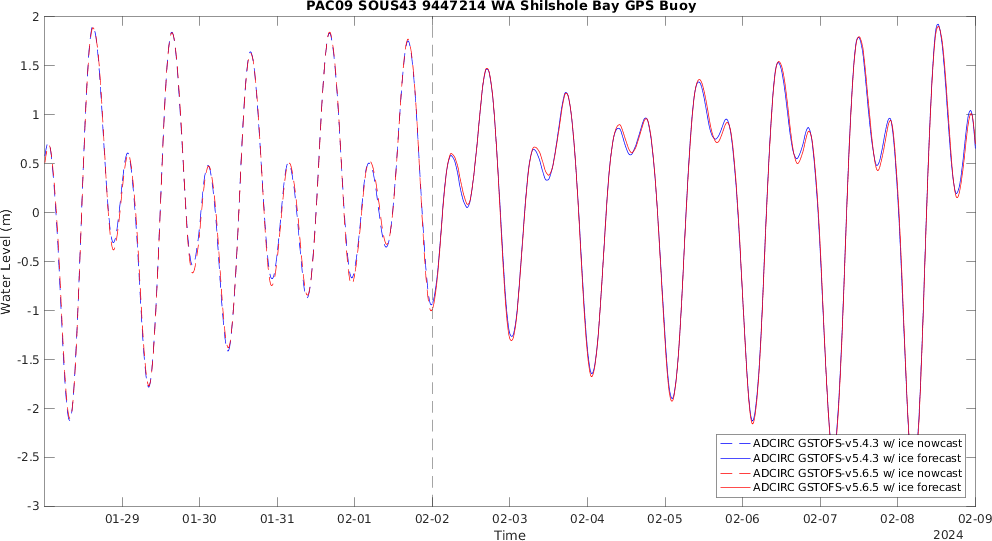 PAC09 SOUS43 9447214 WA Shilshole Bay GPS Buoy
2
1.5
1
0.5
0
-0.5
-1
-1.5
-2
-2.5
-3
Water Level (m)
ADCIRC GSTOFS-v5.4.3 w/ ice nowcast
ADCIRC GSTOFS-v5.4.3 w/ ice forecast
ADCIRC GSTOFS-v5.6.5 w/ ice nowcast
ADCIRC GSTOFS-v5.6.5 w/ ice forecast
01-29 01-30 01-31 02-01 02-02 02-03 02-04 02-05 02-06 02-07 02-08 02-09
Time
2024